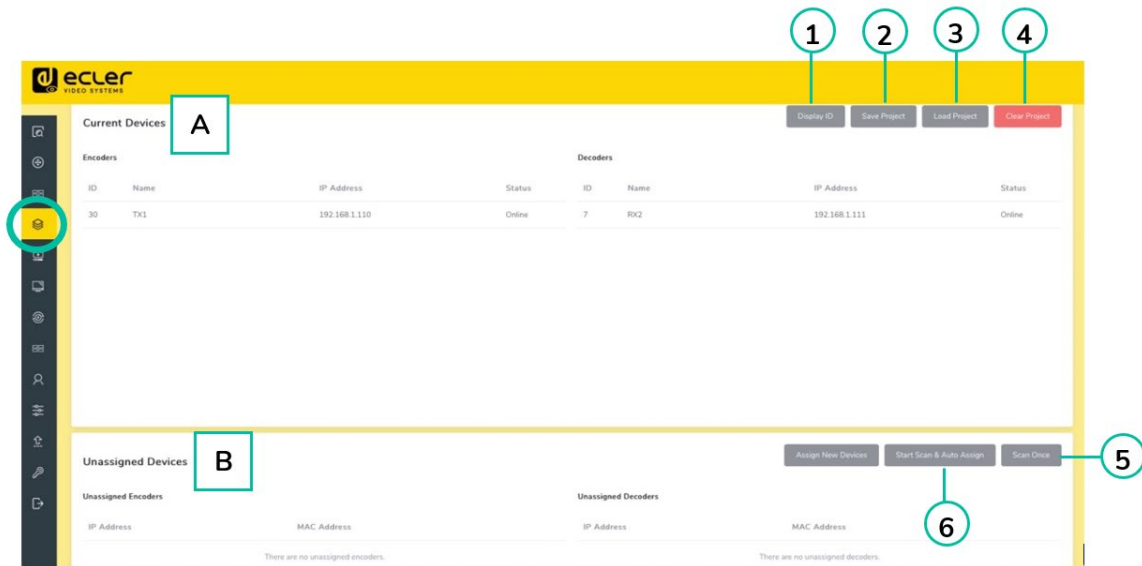 1 2 3 4
ecler
VIDEO SYSTEMS
Current Devices A Display ID Save Project Load Project Clear Project
Encoders Decoders
ID Name IP Address Status ID Name IP Address Status
30 TX1 192.168.1.110 Online 7 RX2 192.168.1.111 Online
Unassigned Devices B Assign New Devices Start Scan & Auto Assign Scan Once 5
Unassigned Encoders Unassigned Decoders
6
IP Address MAC Address IP Address MAC Address
There are no unassigned encoders. There are no unassigned decoders.